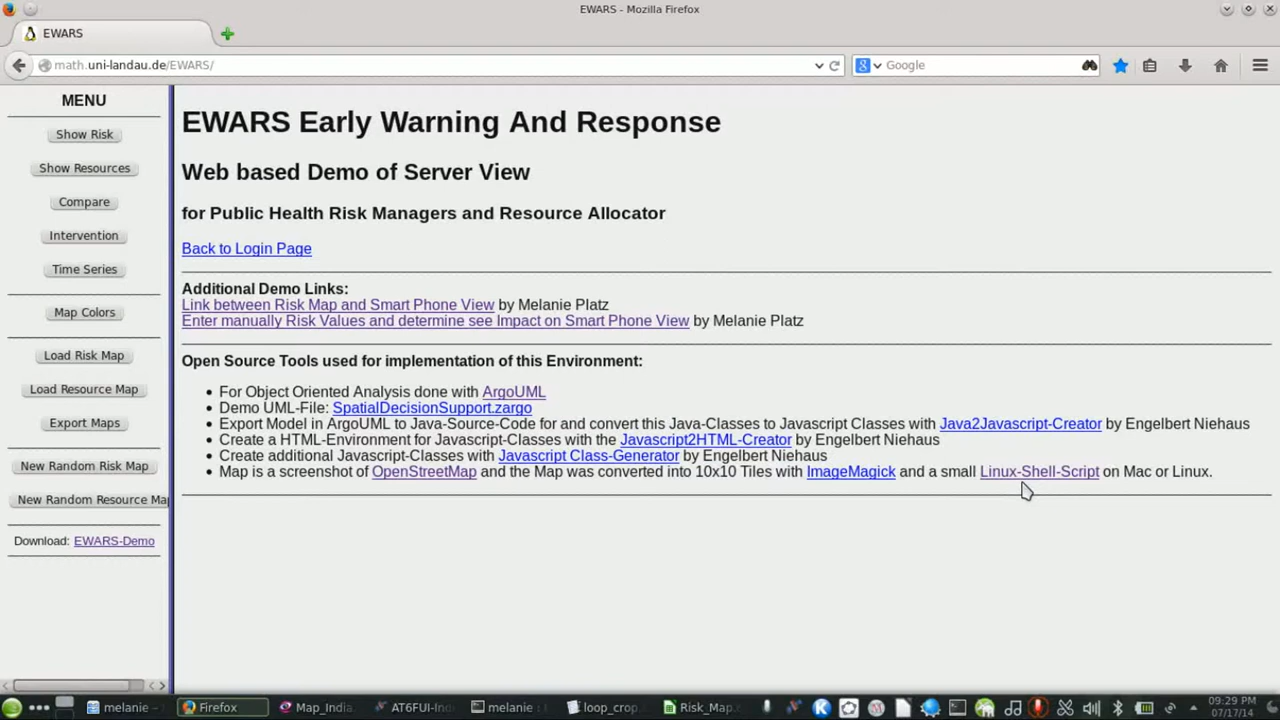 EWARS - Mozilla Firefox
EWARS
math.uni-landau.de/EWARS/
Google
MENU
Show Risk
Show Resources
Compare
Intervention
Time Series
Map Colors
Load Risk Map
Load Resource Map
Export Maps
New Random Risk Map
New Random Resource Map
Download: EWARS-Demo
EWARS Early Warning And Response
Web based Demo of Server View
for Public Health Risk Managers and Resource Allocator
Back to Login Page
Additional Demo Links:
Link between Risk Map and Smart Phone View by Melanie Platz
Enter manually Risk Values and determine see Impact on Smart Phone View by Melanie Platz
Open Source Tools used for implementation of this Environment:
• For Object Oriented Analysis done with ArgoUML
• Demo UML-File: SpatialDecisionSupport.zargo
• Export Model in ArgoUML to Java-Source-Code for and convert this Java-Classes to Javascript Classes with Java2Javascript-Creator by Engelbert Niehaus
• Create a HTML-Environment for Javascript-Classes with the Javascript2HTML-Creator by Engelbert Niehaus
• Create additional Javascript-Classes with Javascript Class-Generator by Engelbert Niehaus
• Map is a screenshot of OpenStreetMap and the Map was converted into 10x10 Tiles with ImageMagick and a small Linux-Shell-Script on Mac or Linux.
melanie –
Firefox
Map_India
AT6FUI-Ind
melanie :
loop_crop.
Risk_Map.
09:29 PM
07/17/14